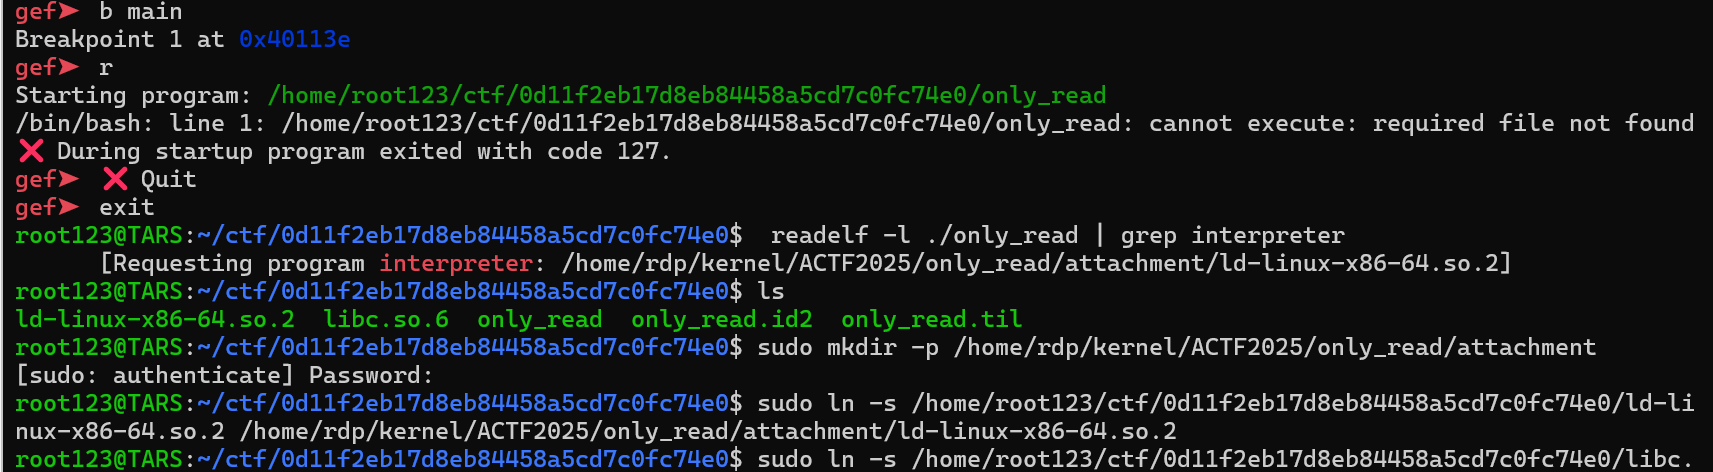 gef➤  b main
Breakpoint 1 at 0x40113e
gef➤  r
Starting program: /home/root123/ctf/0d11f2eb17d8eb84458a5cd7c0fc74e0/only_read
/bin/bash: line 1: /home/root123/ctf/0d11f2eb17d8eb84458a5cd7c0fc74e0/only_read: cannot execute: required file not found
❌ During startup program exited with code 127.
gef➤  ❌ Quit
gef➤  exit
root123@TARS:~/ctf/0d11f2eb17d8eb84458a5cd7c0fc74e0$  readelf -l ./only_read | grep interpreter
      [Requesting program interpreter: /home/rdp/kernel/ACTF2025/only_read/attachment/ld-linux-x86-64.so.2]
root123@TARS:~/ctf/0d11f2eb17d8eb84458a5cd7c0fc74e0$ ls
ld-linux-x86-64.so.2  libc.so.6  only_read  only_read.id2  only_read.til
root123@TARS:~/ctf/0d11f2eb17d8eb84458a5cd7c0fc74e0$ sudo mkdir -p /home/rdp/kernel/ACTF2025/only_read/attachment
[sudo: authenticate] Password:
root123@TARS:~/ctf/0d11f2eb17d8eb84458a5cd7c0fc74e0$ sudo ln -s /home/root123/ctf/0d11f2eb17d8eb84458a5cd7c0fc74e0/ld-li
nux-x86-64.so.2 /home/rdp/kernel/ACTF2025/only_read/attachment/ld-linux-x86-64.so.2
root123@TARS:~/ctf/0d11f2eb17d8eb84458a5cd7c0fc74e0$ sudo ln -s /home/root123/ctf/0d11f2eb17d8eb84458a5cd7c0fc74e0/libc.